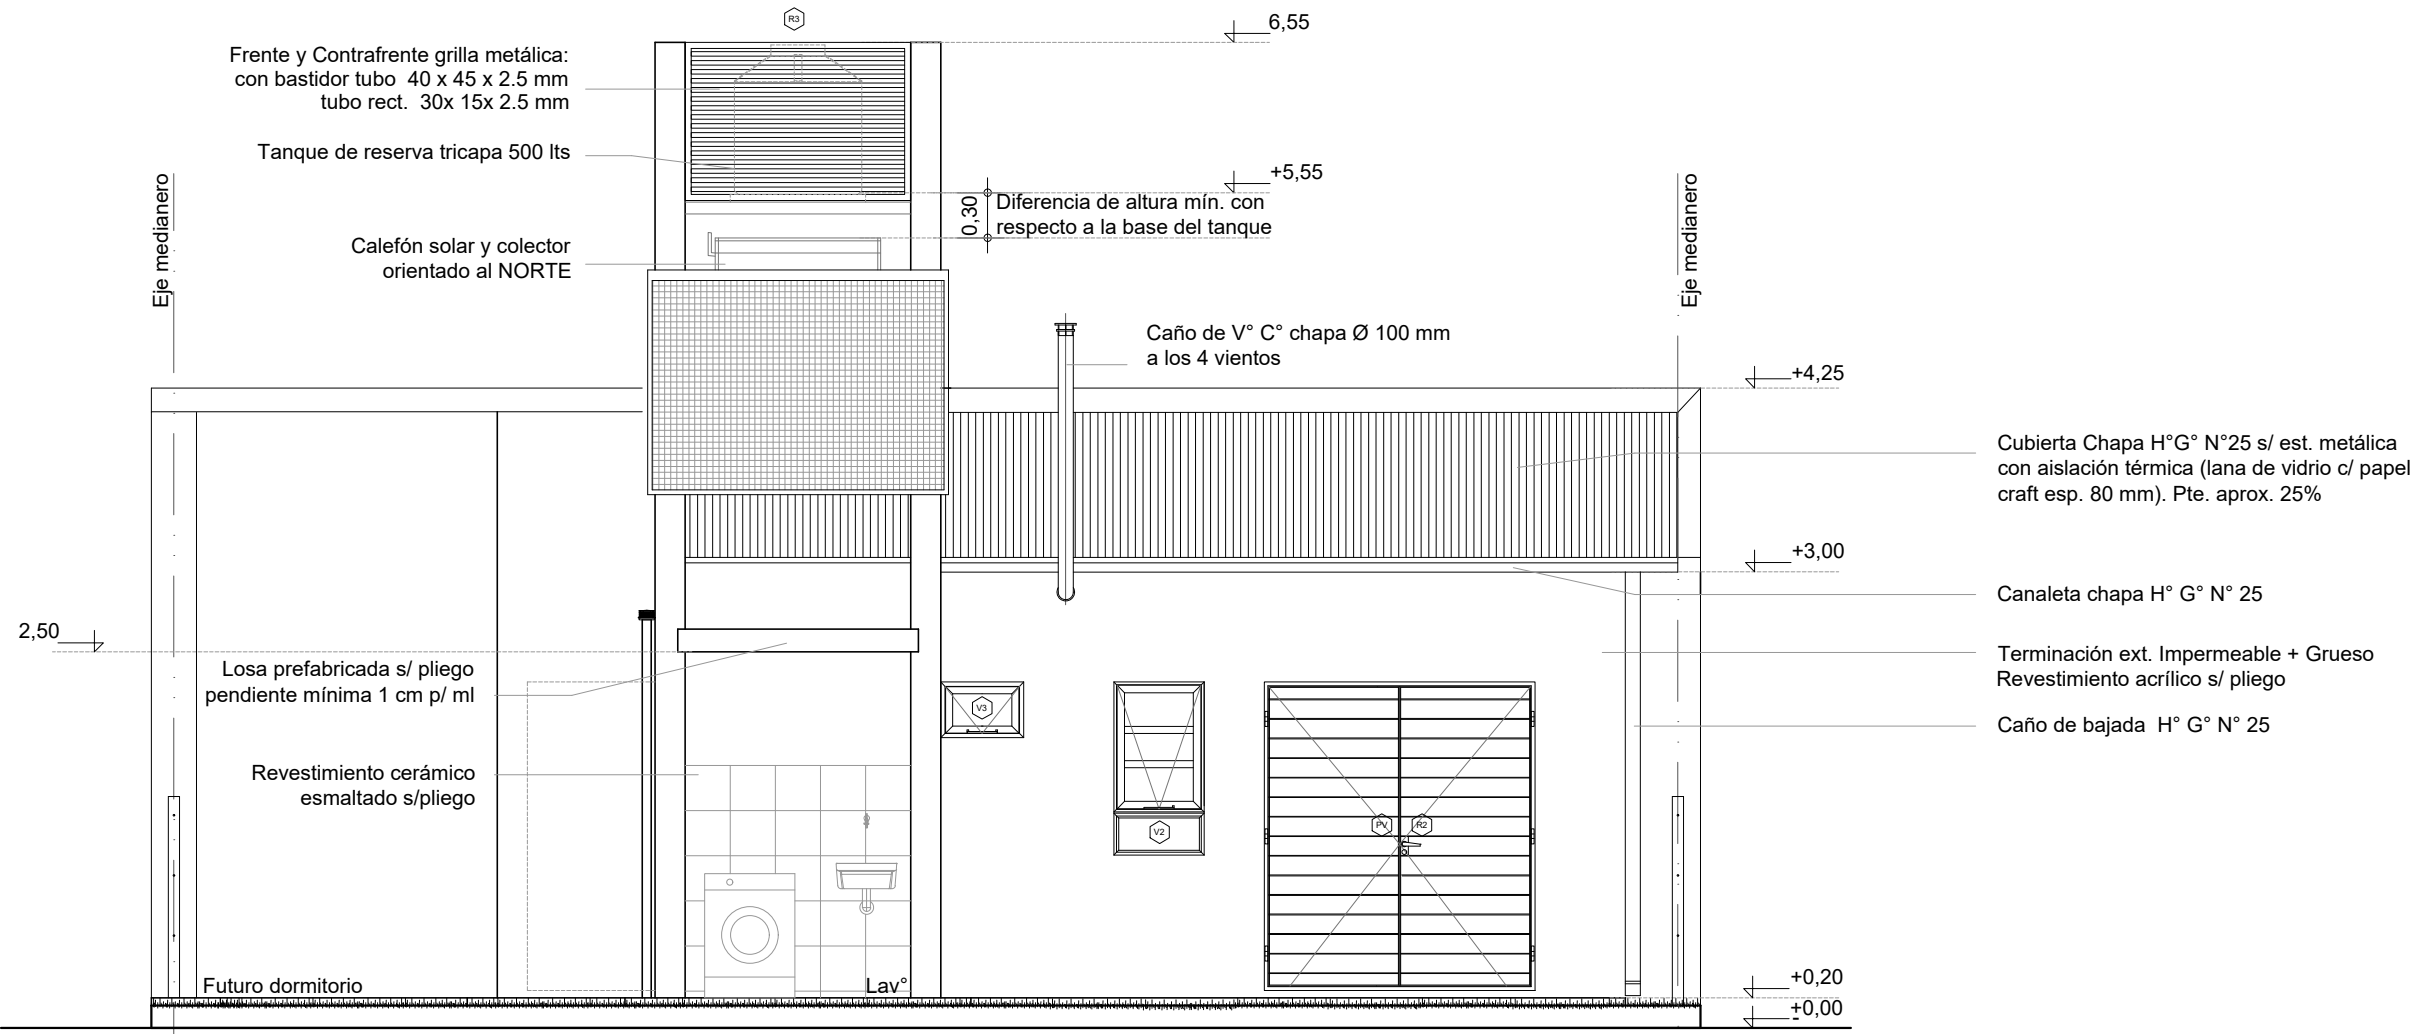 R3
6,55
Frente y Contrafrente grilla metálica:
con bastidor tubo 40 x 45 x 2.5 mm
tubo rect. 30x 15x 2.5 mm
Tanque de reserva tricapa 500 lts
+5,55
Eje medianero
0,30
Diferencia de altura mín. con
respecto a la base del tanque
Eje medianero
Calefón solar y colector
orientado al NORTE
Caño de V° C° chapa Ø 100 mm
a los 4 vientos
+4,25
Cubierta Chapa H°G° N°25 s/ est. metálica
con aislación térmica (lana de vidrio c/ papel
craft esp. 80 mm). Pte. aprox. 25%
+3,00
Canaleta chapa H° G° N° 25
2,50
Losa prefabricada s/ pliego
pendiente mínima 1 cm p/ ml
Terminación ext. Impermeable + Grueso
Revestimiento acrílico s/ pliego
V3
Caño de bajada H° G° N° 25
Revestimiento cerámico
esmaltado s/pliego
V2
PV
R2
Futuro dormitorio
Lav°
+0,20
+0,00